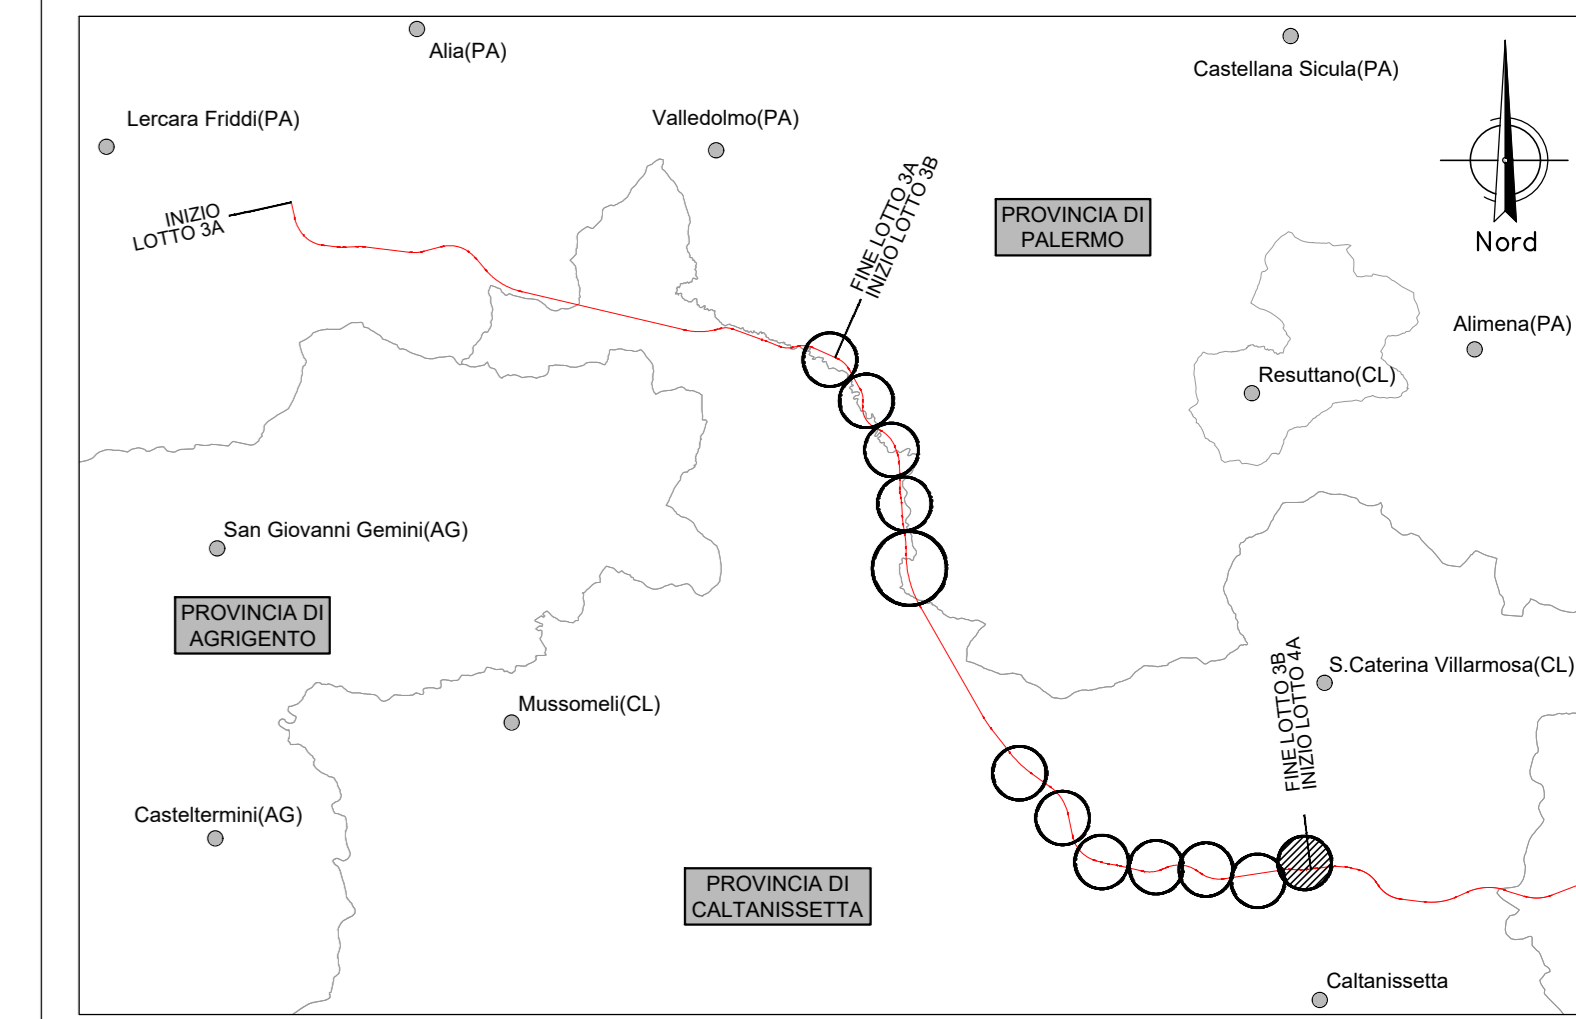 Alia(PA)
Castellana Sicula(PA)
Lercara Friddi(PA)
Valledolmo(PA)
INIZIO
LOTTO 3A
FINE LOTTO 3A
INIZIO LOTTO 3B
PROVINCIA DI
PALERMO
Nord
Alimena(PA)
Resuttano(CL)
San Giovanni Gemini(AG)
PROVINCIA DI
AGRIGENTO
Mussomeli(CL)
FINE LOTTO 3B
INIZIO LOTTO 4A
S.Caterina Villarmosa(CL)
Casteltermini(AG)
PROVINCIA DI
CALTANISSETTA
Caltanissetta